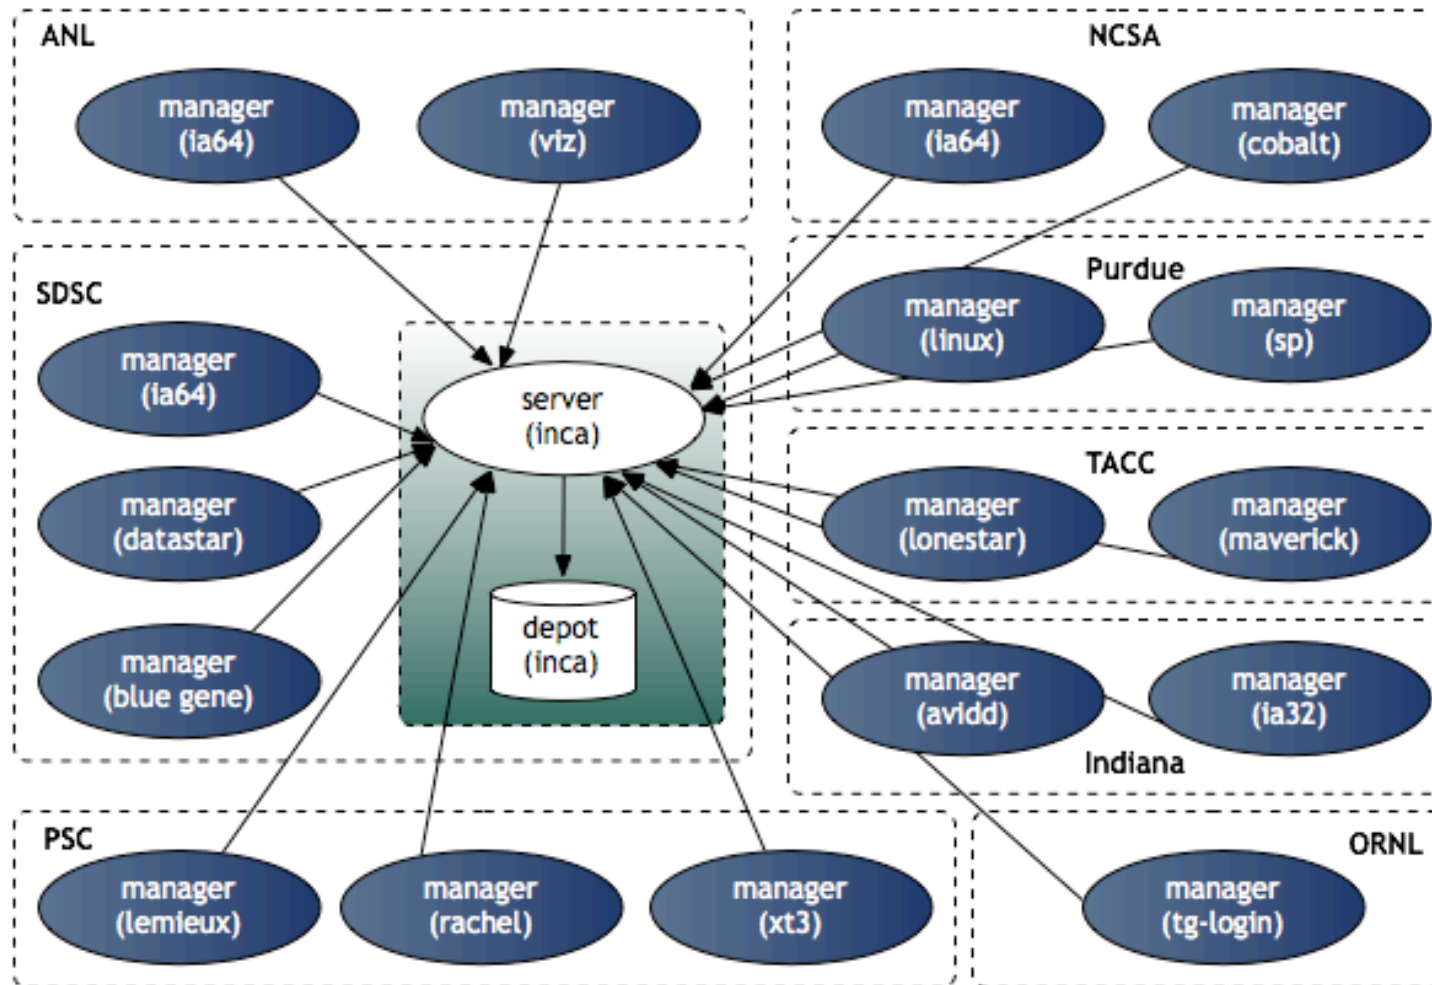 ANL
manager
(ia64)
manager
(viz)
NCSA
manager
(ia64)
manager
(cobalt)
SDSC
manager
(ia64)
manager
(datastar)
manager
(blue gene)
server
(inca)
depot
(inca)
Purdue
manager
(linux)
manager
(sp)
TACC
manager
(lonestar)
manager
(maverick)
manager
(avidd)
manager
(ia32)
Indiana
PSC
manager
(lemieux)
manager
(rachel)
manager
(xt3)
ORNL
manager
(tg-login)